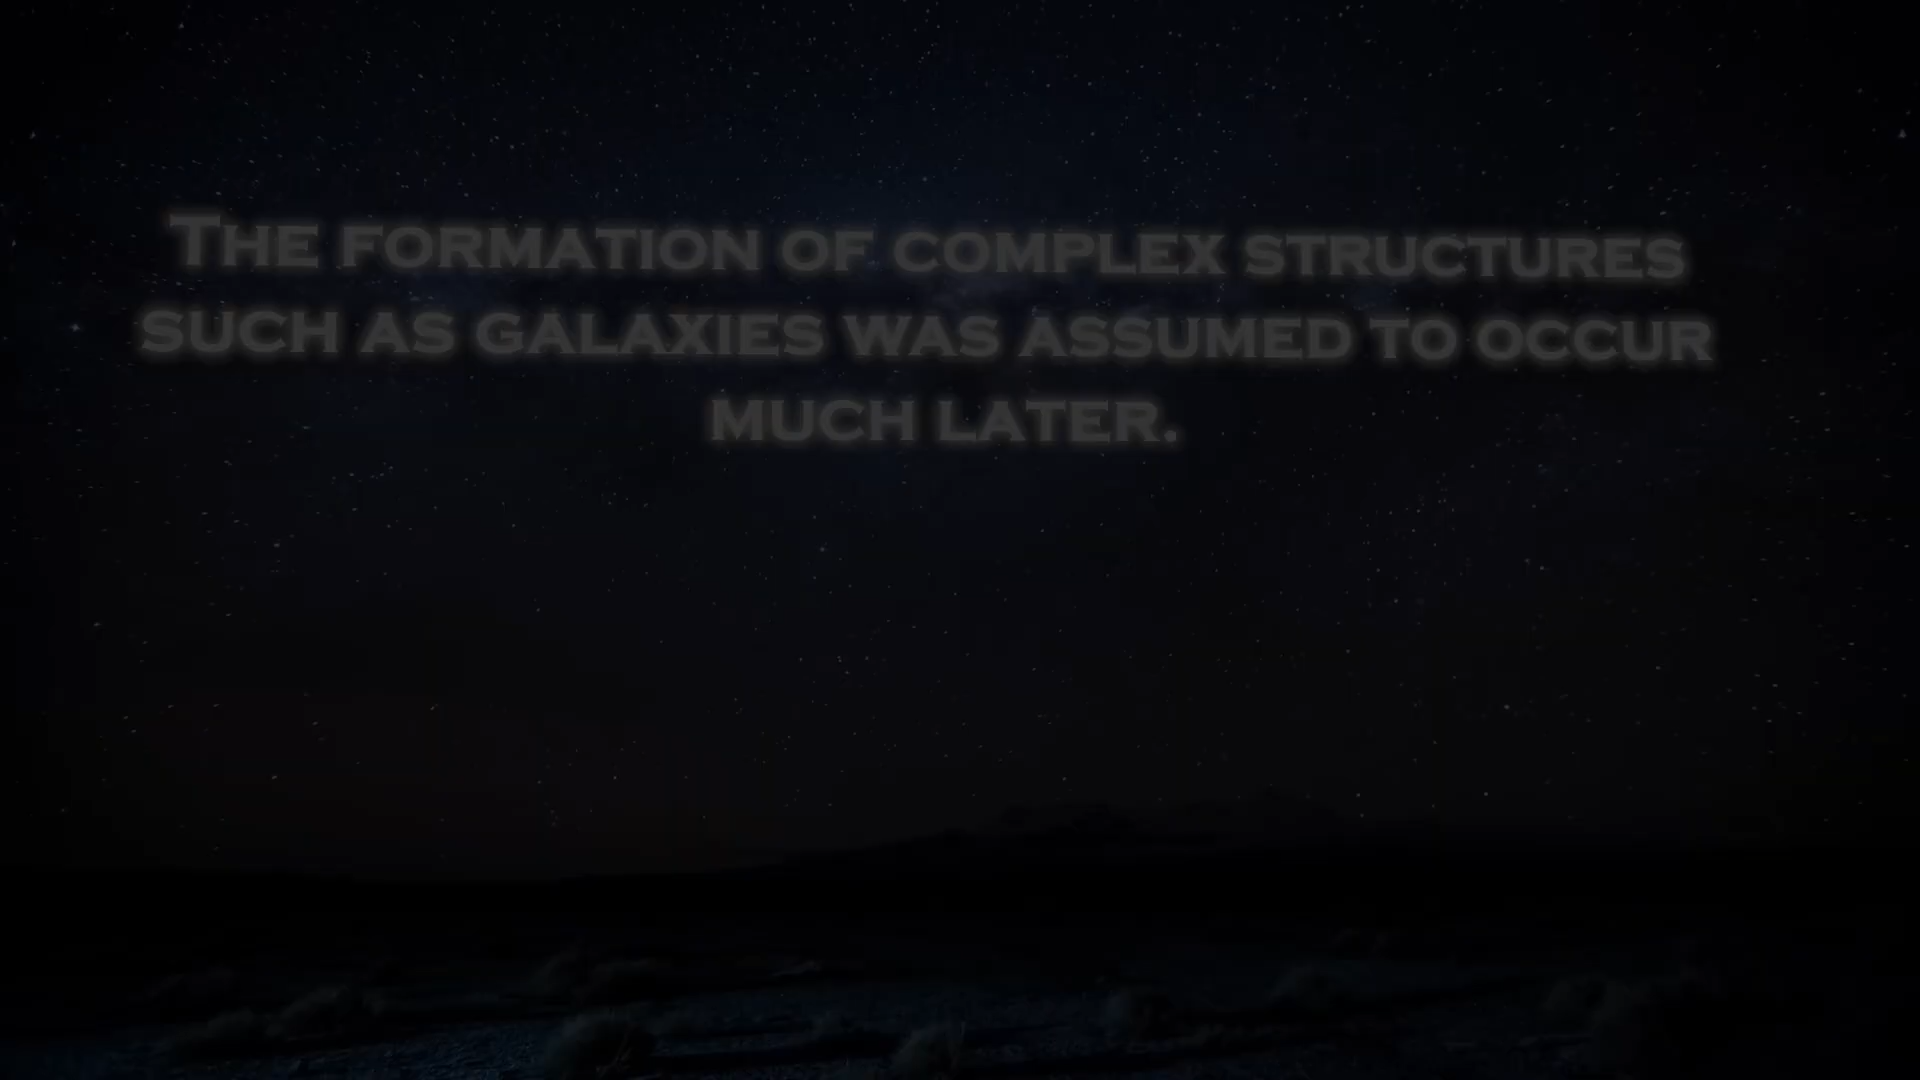 The formation of complex structures
such as galaxies was assumed to occur
much later.